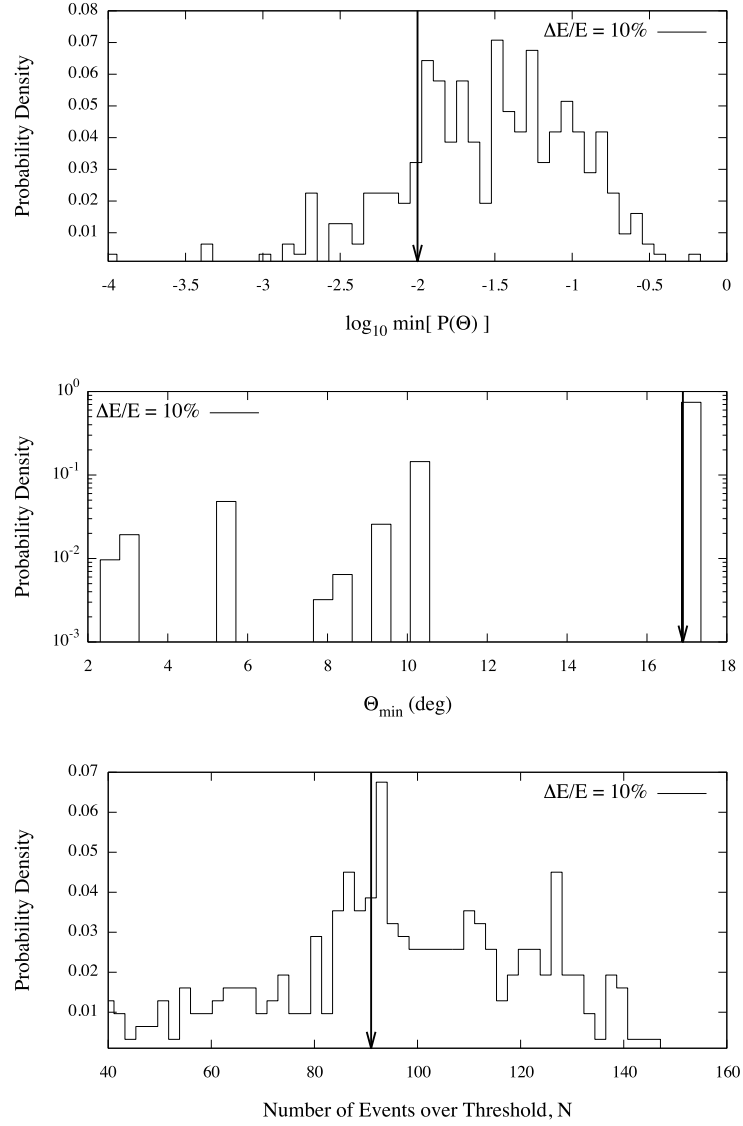 0.08
0.07
0.06
0.05
0.04
0.03
0.02
0.01
Probability Density
ΔE/E = 10%
-4 -3.5 -3 -2.5 -2 -1.5 -1 -0.5 0
log10 min[ P(Θ) ]
10^0
10^-1
10^-2
10^-3
Probability Density
ΔE/E = 10%
2 4 6 8 10 12 14 16 18
Θmin (deg)
0.07
0.06
0.05
0.04
0.03
0.02
0.01
Probability Density
ΔE/E = 10%
40 60 80 100 120 140 160
Number of Events over Threshold, N